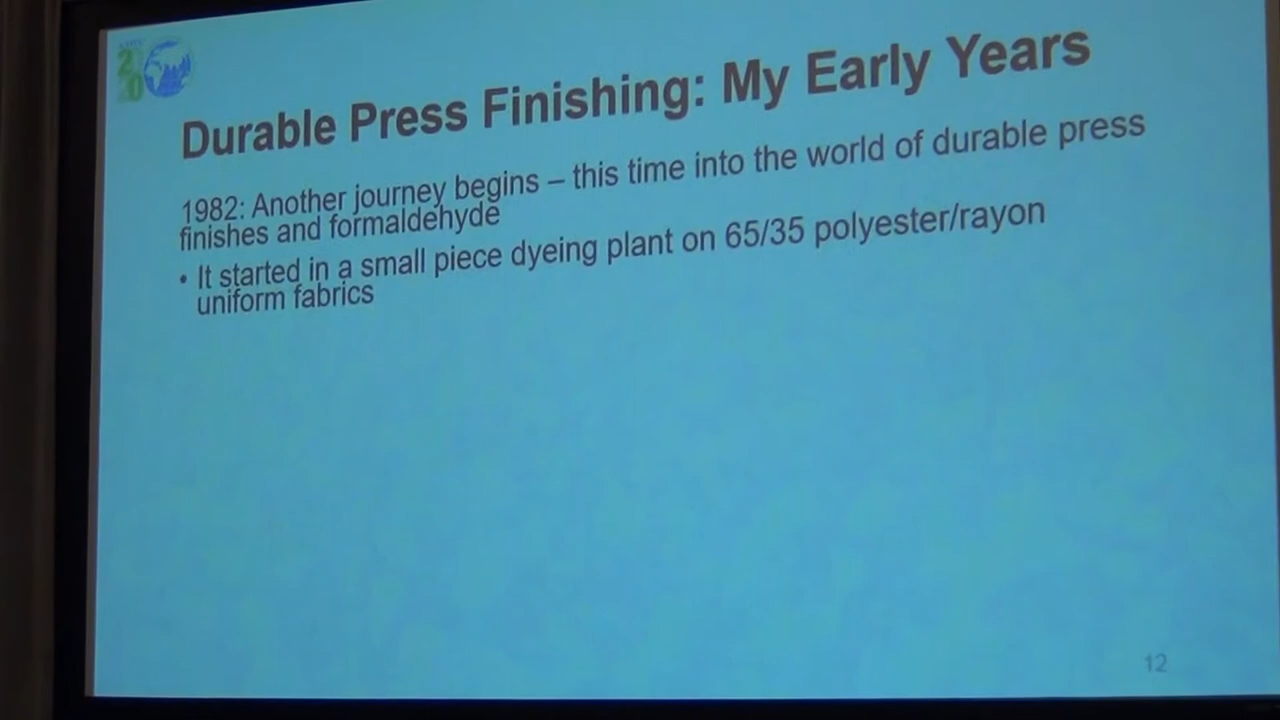 Durable Press Finishing: My Early Years
1982: Another journey begins – this time into the world of durable press
finishes and formaldehyde
• It started in a small piece dyeing plant on 65/35 polyester/rayon
uniform fabrics
20
12